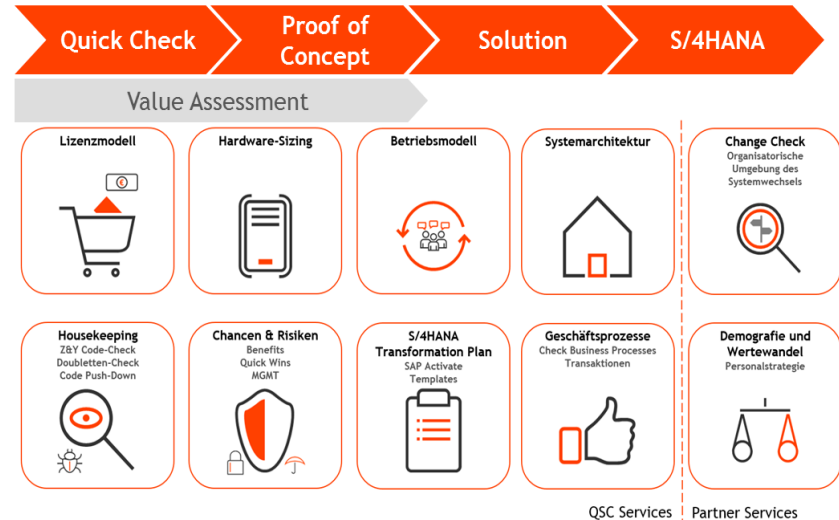 Quick Check
Proof of
Concept
Solution
S/4HANA
Value Assessment
Lizenzmodell
€
Hardware-Sizing
Betriebsmodell
Systemarchitektur
Change Check
Organisatorische
Umgebung des
Systemwechsels
Housekeeping
Z&Y Code-Check
Doubletten-Check
Code Push-Down
Chancen & Risiken
Benefits
Quick Wins
MGMT
S/4HANA
Transformation Plan
SAP Activate
Templates
Geschäftsprozesse
Check Business Processes
Transaktionen
Demografie und
Wertewandel
Personalstrategie
QSC Services
Partner Services